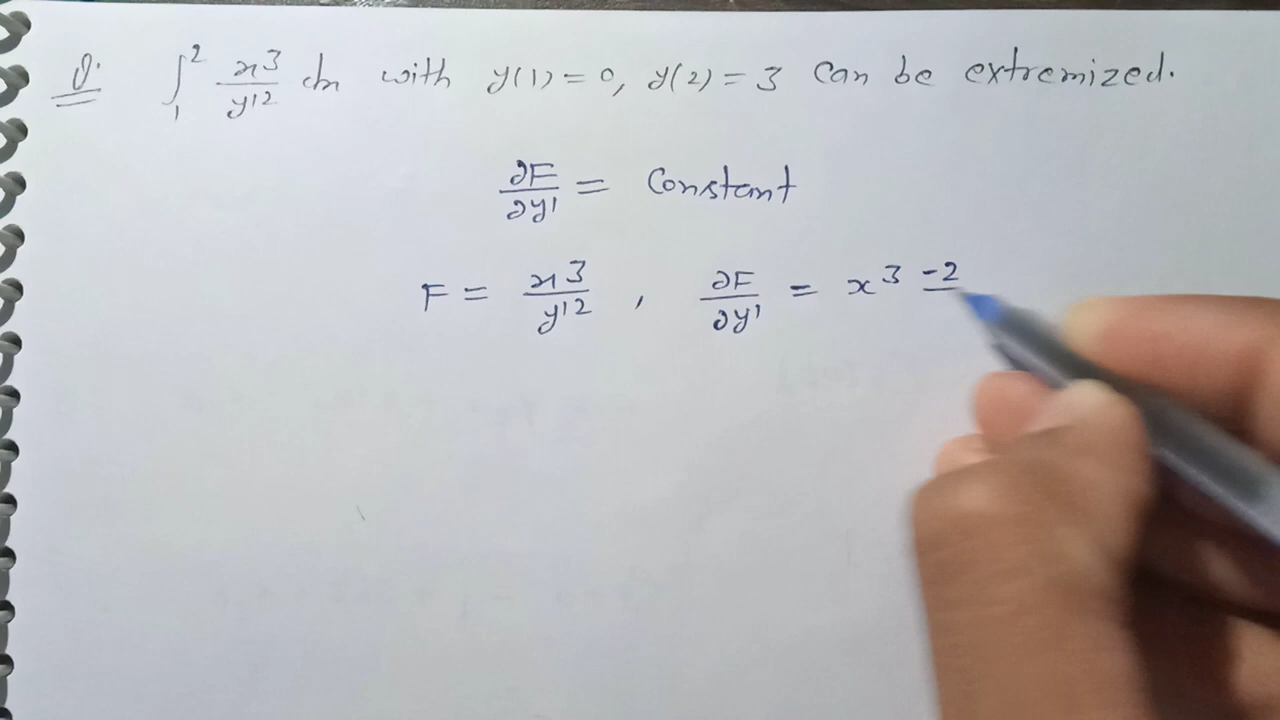 Q. ∫₁² x³/y'² dx with y(1)=0, y(2)=3 can be extremized.
∂F/∂y' = Constant
F = x³/y'² , ∂F/∂y' = x³ -2